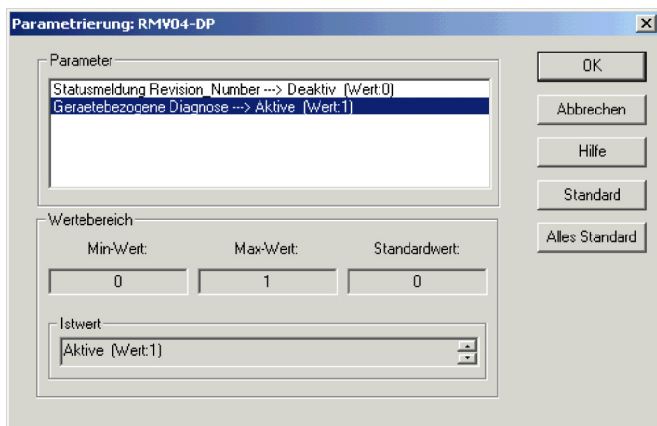 Parametrierung: RMV04-DP
Parameter
Statusmeldung Revision_Number ---> Deaktiv (Wert:0)
Geraetebezogene Diagnose ---> Aktive (Wert:1)
OK
Abbrechen
Hilfe
Standard
Alles Standard
Wertebereich
Min-Wert: Max-Wert: Standardwert:
0 1 0
Istwert
Aktive (Wert:1)